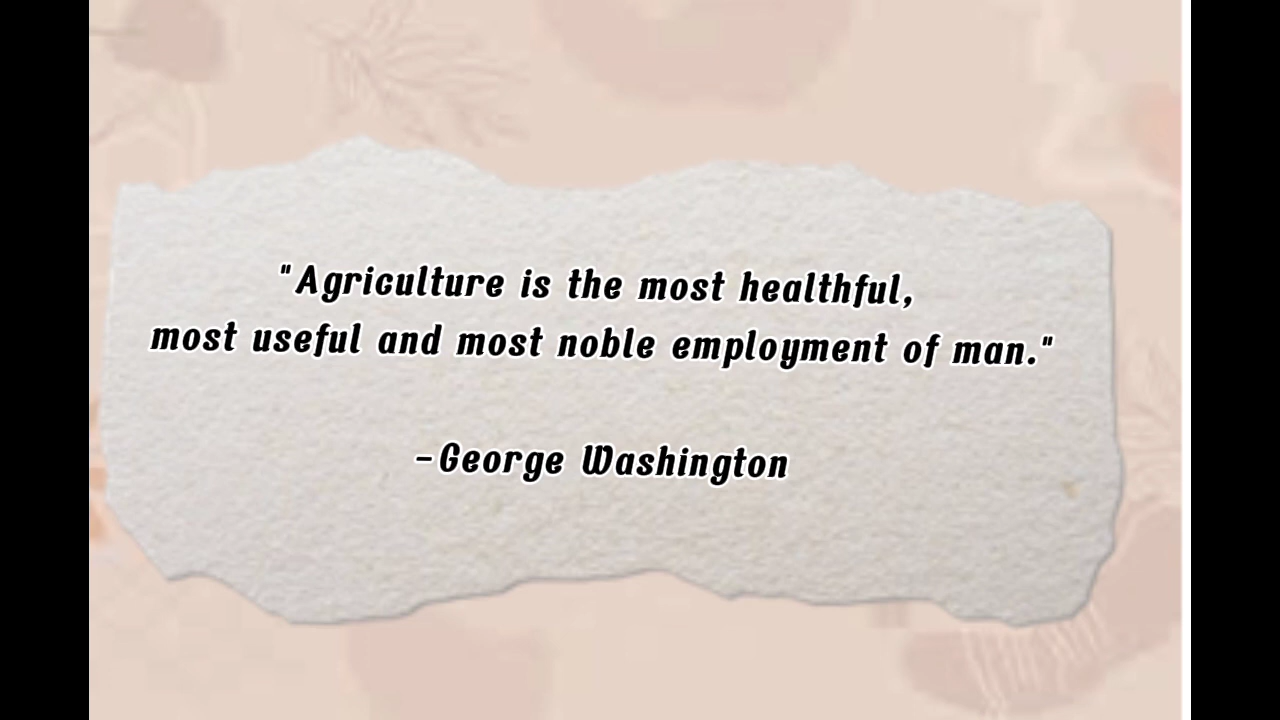 "Agriculture is the most healthful,
most useful and most noble employment of man."
-George Washington